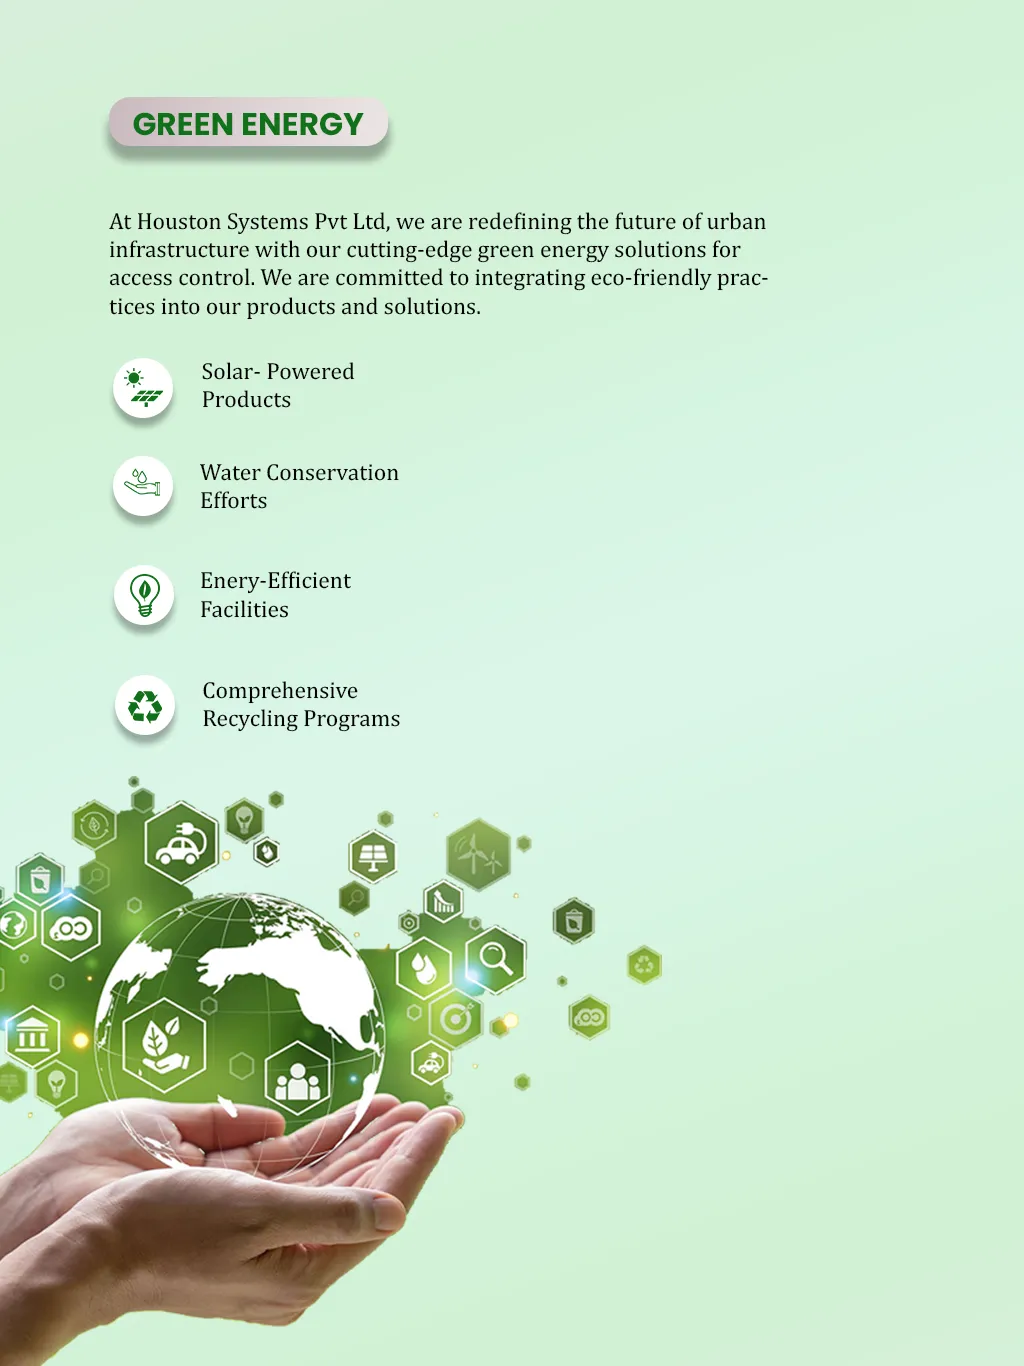 GREEN ENERGY
At Houston Systems Pvt Ltd, we are redefining the future of urban
infrastructure with our cutting-edge green energy solutions for
access control. We are committed to integrating eco-friendly prac-
tices into our products and solutions.
Solar- Powered
Products
Water Conservation
Efforts
Enery-Efficient
Facilities
Comprehensive
Recycling Programs